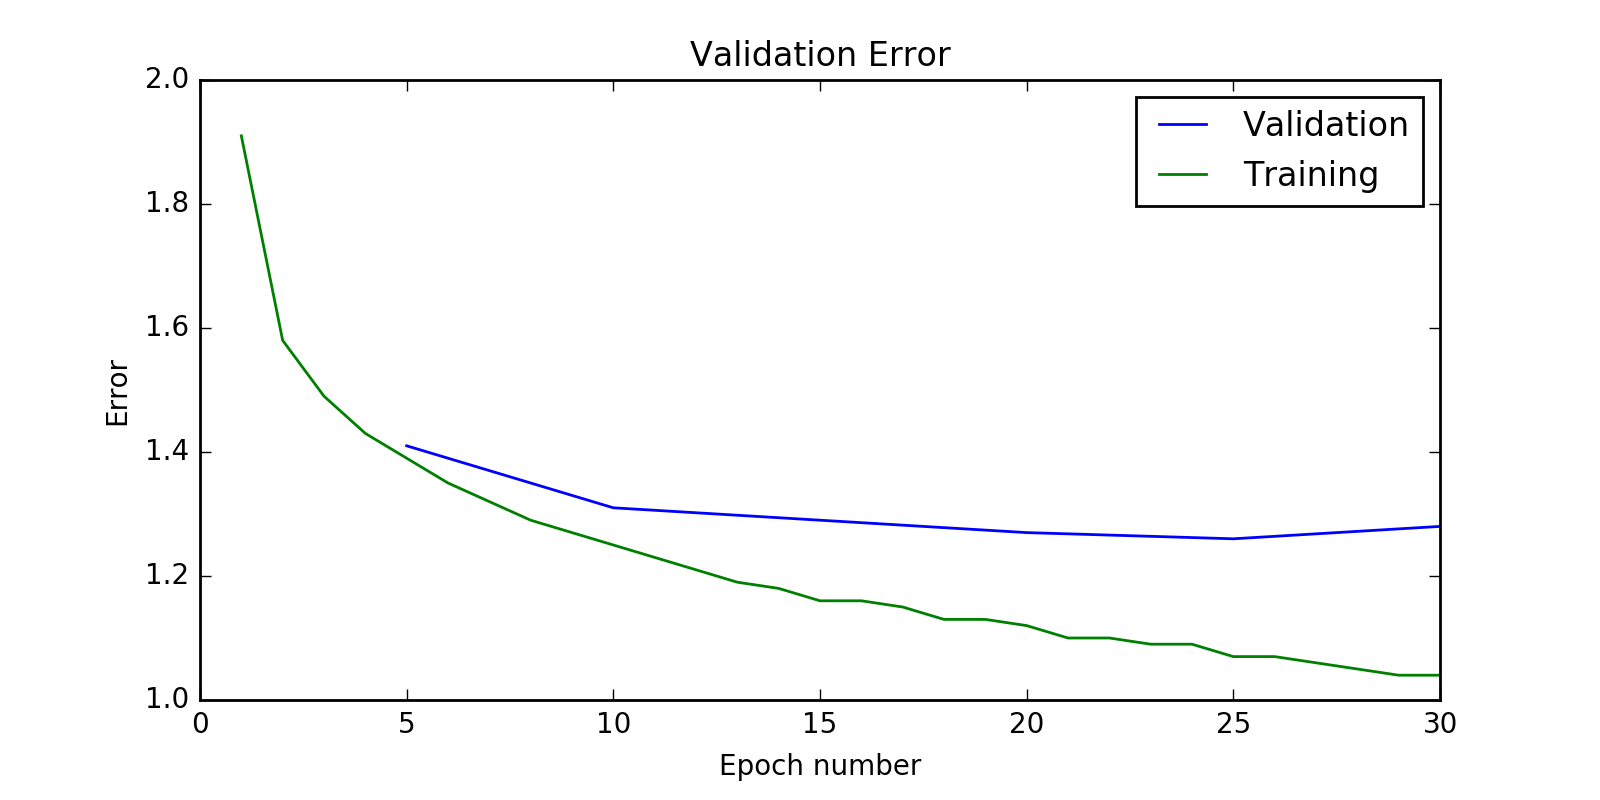 Validation Error
2.0
1.8
1.6
1.4
1.2
1.0
Error
Validation
Training
0 5 10 15 20 25 30
Epoch number